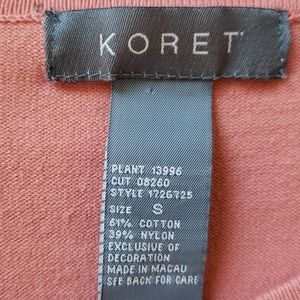 KORET
PLANT 13996
CUT 08260
STYLE 172G725
SIZE S
61% COTTON
39% NYLON
EXCLUSIVE OF
DECORATION
MADE IN MACAU
SEE BACK FOR CARE